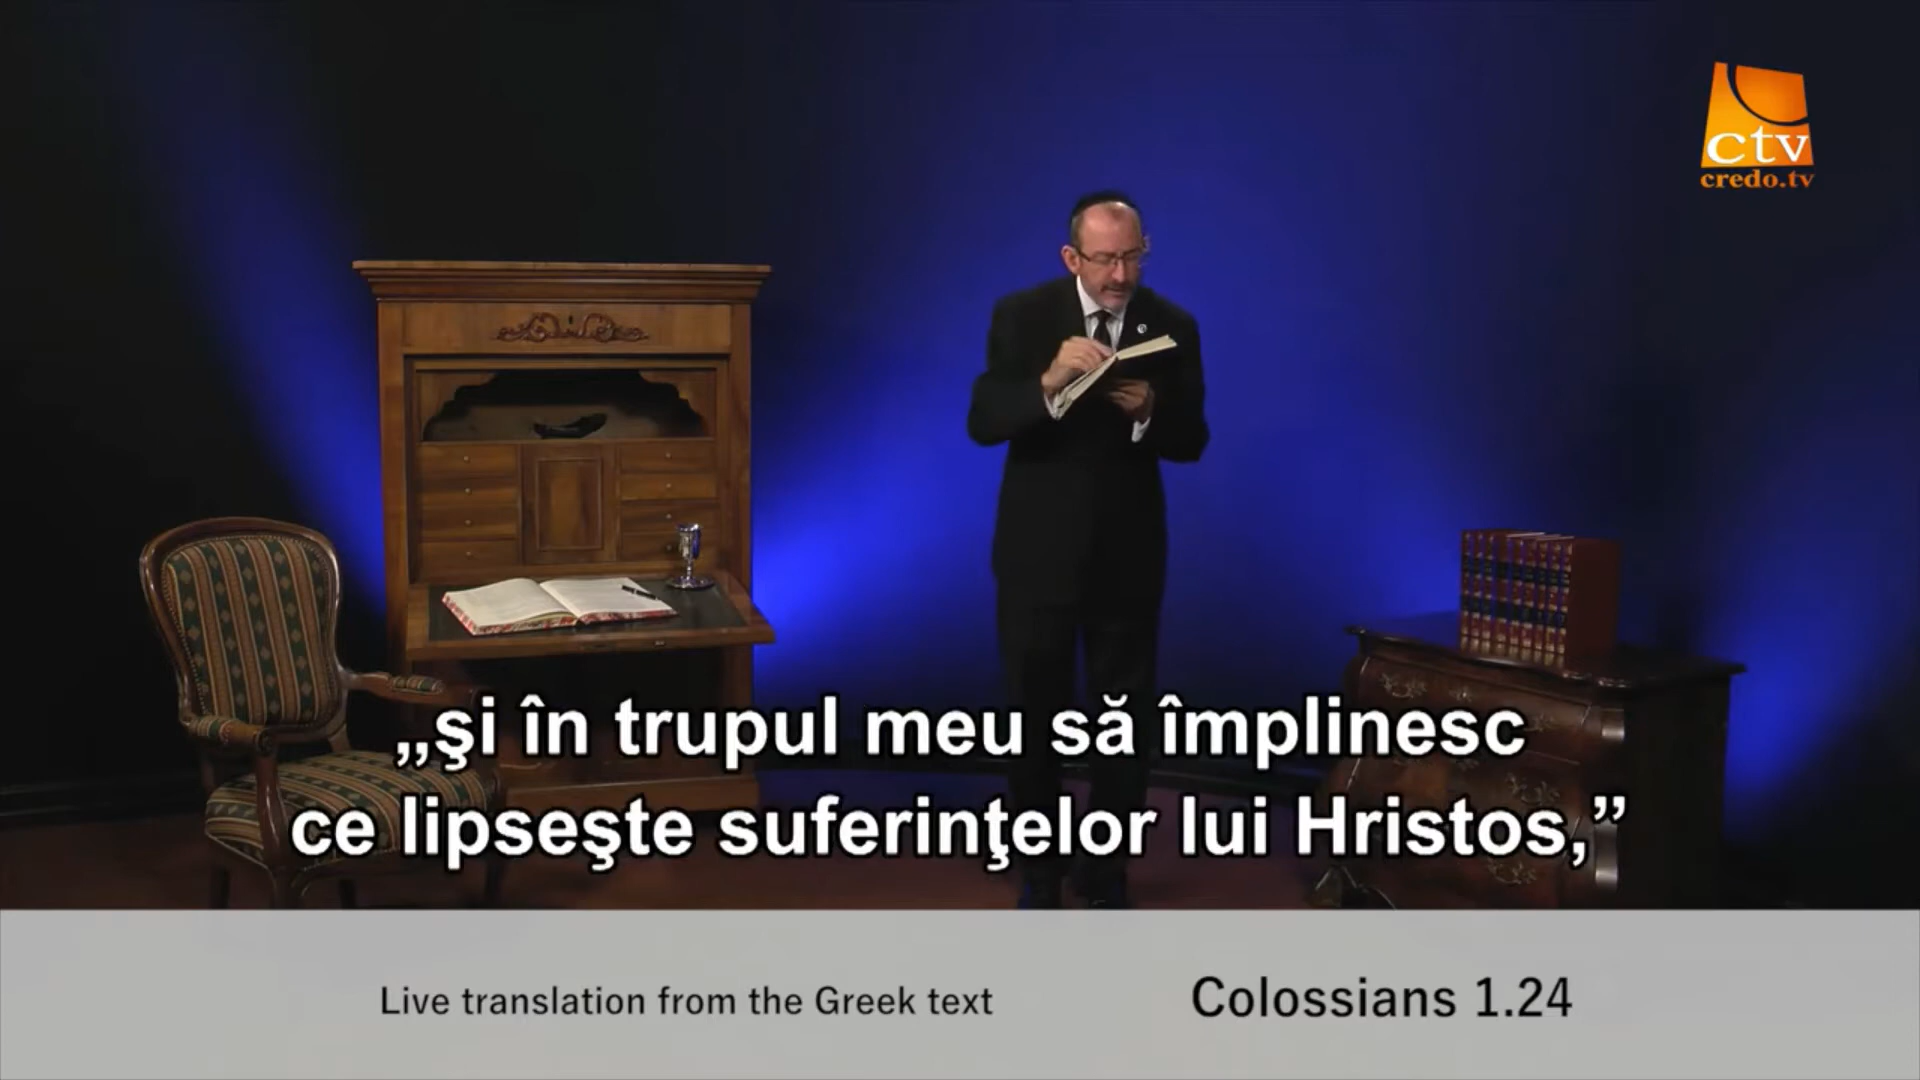 ctv
credo.tv
„şi în trupul meu să împlinesc
ce lipseşte suferinţelor lui Hristos,”
Live translation from the Greek text
Colossians 1.24